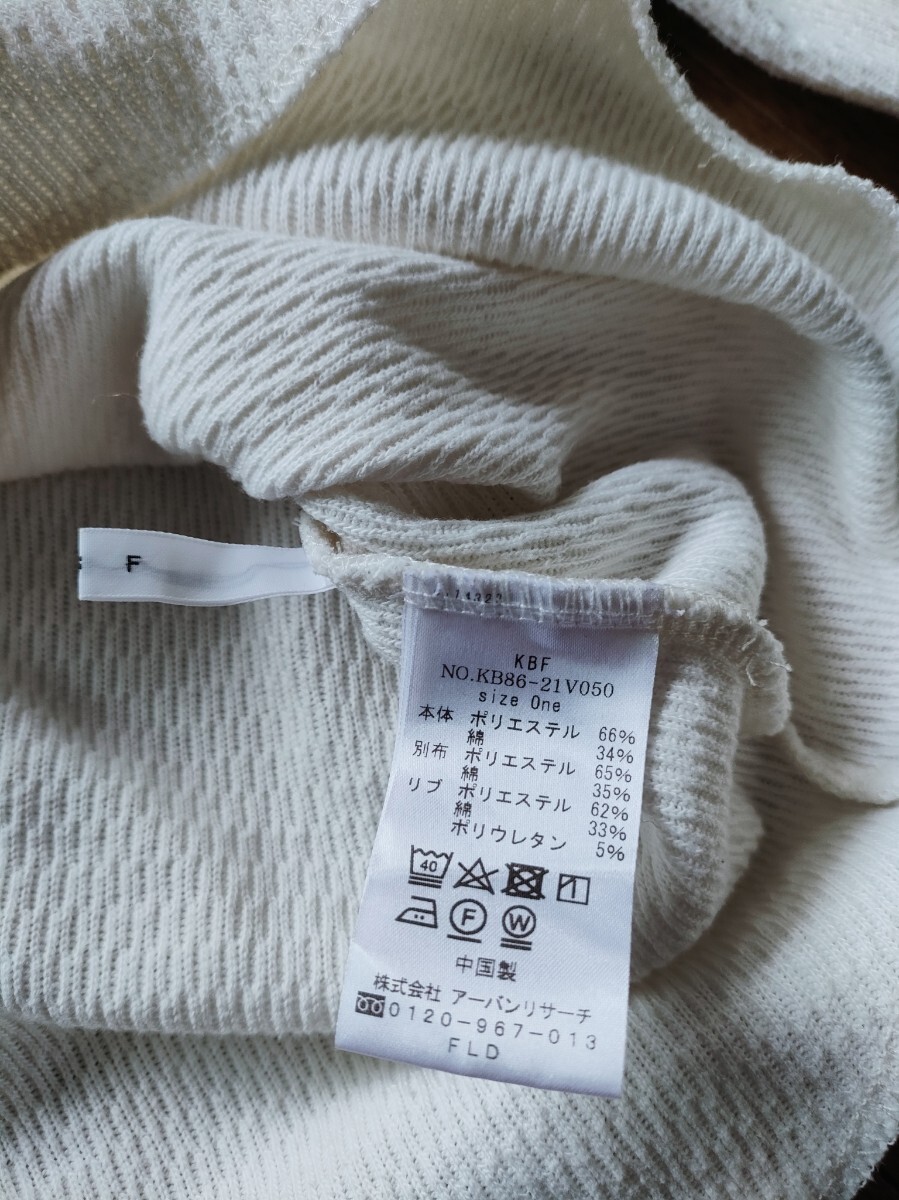 F
KBF
NO.KB86-21V050
size One
本体 ポリエステル 66%
綿 34%
別布 ポリエステル 65%
綿 35%
リブ ポリエステル 62%
綿 33%
ポリウレタン 5%
40
F W
中国製
株式会社 アーバンリサーチ
0120-967-013
FLD